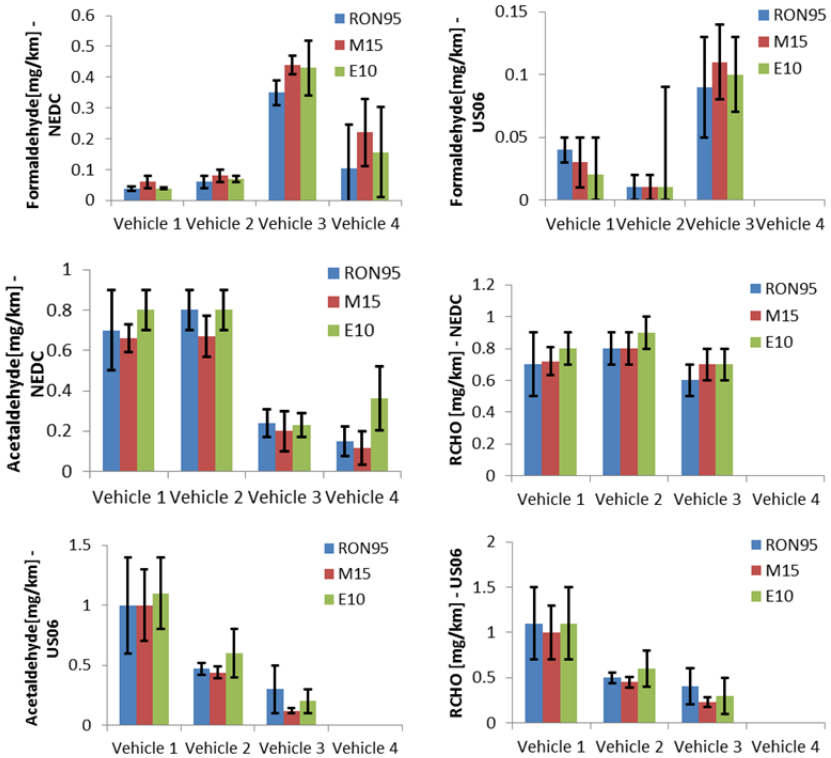 Formaldehyde[mg/km] -
NEDC
0.6
0.5
0.4
0.3
0.2
0.1
0
Vehicle 1 Vehicle 2 Vehicle 3 Vehicle 4
RON95
M15
E10
Formaldehyde[mg/km] -
US06
0.15
0.1
0.05
0
Vehicle 1 Vehicle 2 Vehicle 3 Vehicle 4
RON95
M15
E10
Acetaldehyde[mg/km] -
NEDC
1
0.8
0.6
0.4
0.2
0
Vehicle 1 Vehicle 2 Vehicle 3 Vehicle 4
RON95
M15
E10
RCHO [mg/km] - NEDC
1.2
1
0.8
0.6
0.4
0.2
0
Vehicle 1 Vehicle 2 Vehicle 3 Vehicle 4
RON95
M15
E10
Acetaldehyde[mg/km] -
US06
1.5
1
0.5
0
Vehicle 1 Vehicle 2 Vehicle 3 Vehicle 4
RON95
M15
E10
RCHO [mg/km] - US06
2
1.5
1
0.5
0
Vehicle 1 Vehicle 2 Vehicle 3 Vehicle 4
RON95
M15
E10